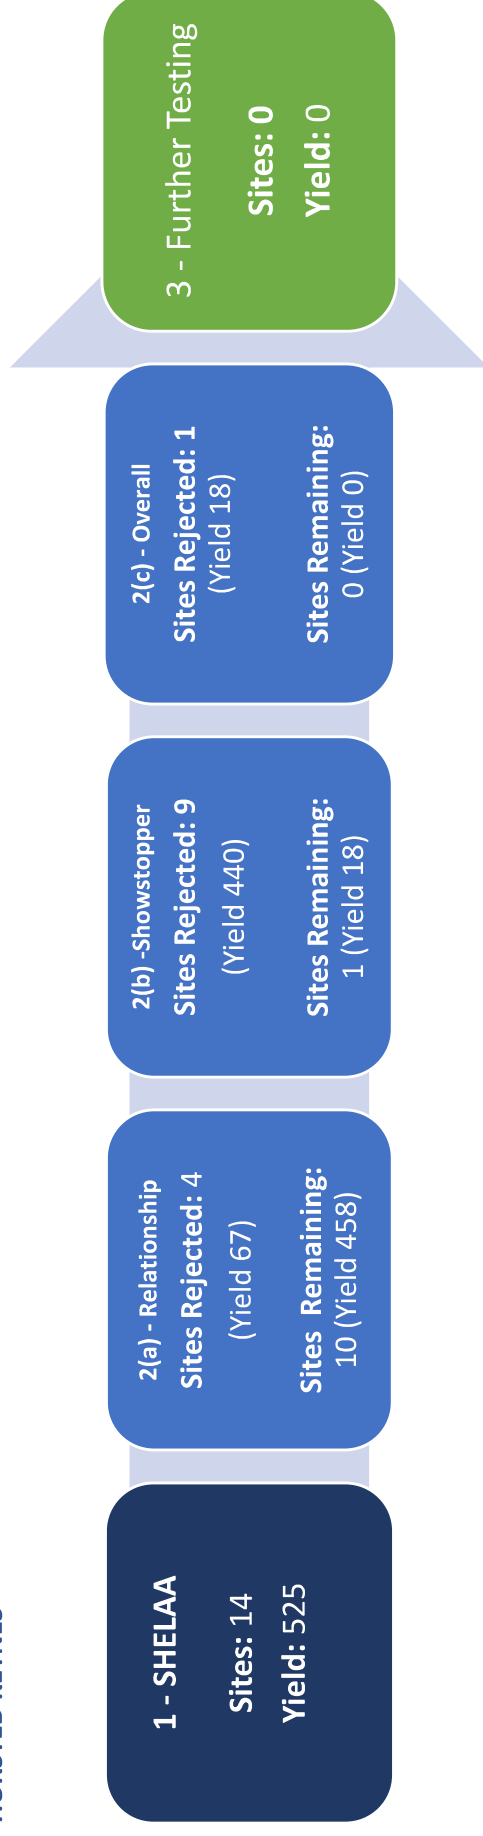 HORSTED KEYNES
1 - SHELAA
Sites: 14
Yield: 525
2(a) - Relationship
Sites Rejected: 4
(Yield 67)
Sites Remaining:
10 (Yield 458)
2(b) -Showstopper
Sites Rejected: 9
(Yield 440)
Sites Remaining:
1 (Yield 18)
2(c) - Overall
Sites Rejected: 1
(Yield 18)
Sites Remaining:
0 (Yield 0)
3 - Further Testing
Sites: 0
Yield: 0